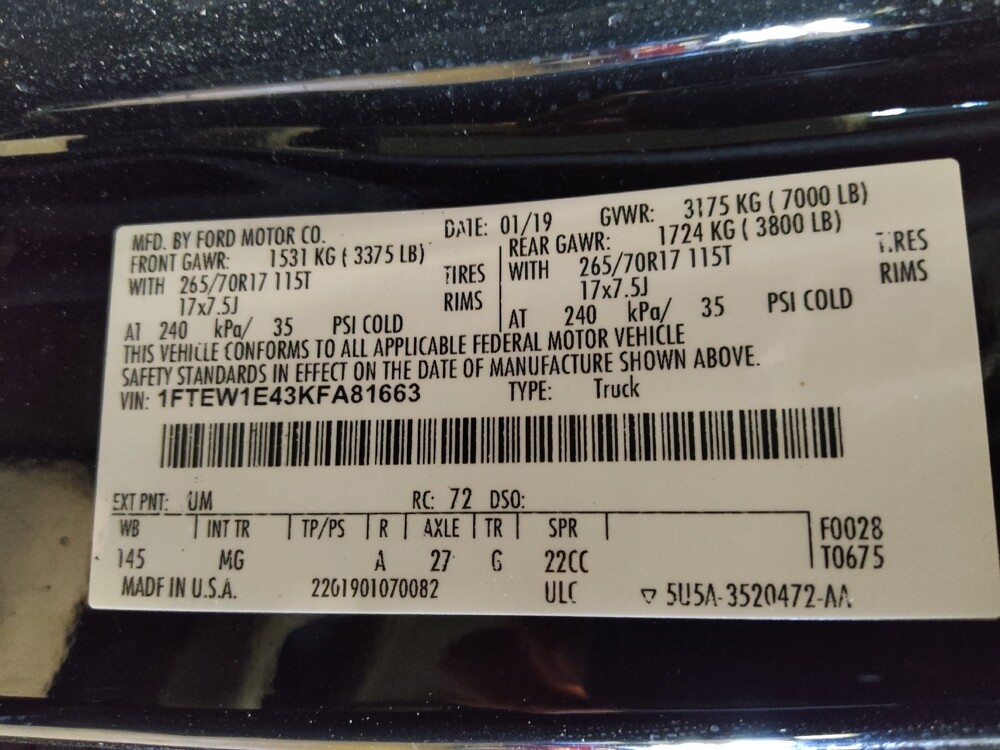 MFD. BY FORD MOTOR CO. DATE: 01/19 GVWR: 3175 KG ( 7000 LB)
FRONT GAWR: 1531 KG ( 3375 LB) REAR GAWR: 1724 KG ( 3800 LB)
WITH 265/70R17 115T TIRES WITH 265/70R17 115T TIRES
17x7.5J RIMS 17x7.5J RIMS
AT 240 kPa/ 35 PSI COLD AT 240 kPa/ 35 PSI COLD
THIS VEHICLE CONFORMS TO ALL APPLICABLE FEDERAL MOTOR VEHICLE
SAFETY STANDARDS IN EFFECT ON THE DATE OF MANUFACTURE SHOWN ABOVE.
VIN: 1FTEW1E43KFA81663 TYPE: Truck
EXT PNT: UM RC: 72 DSO:
WB INT TR TP/PS R AXLE TR SPR F0028
145 MG A 27 G 22CC T0675
MADE IN U.S.A. 2201901070082 ULC ▽ 5U5A-3520472-AA